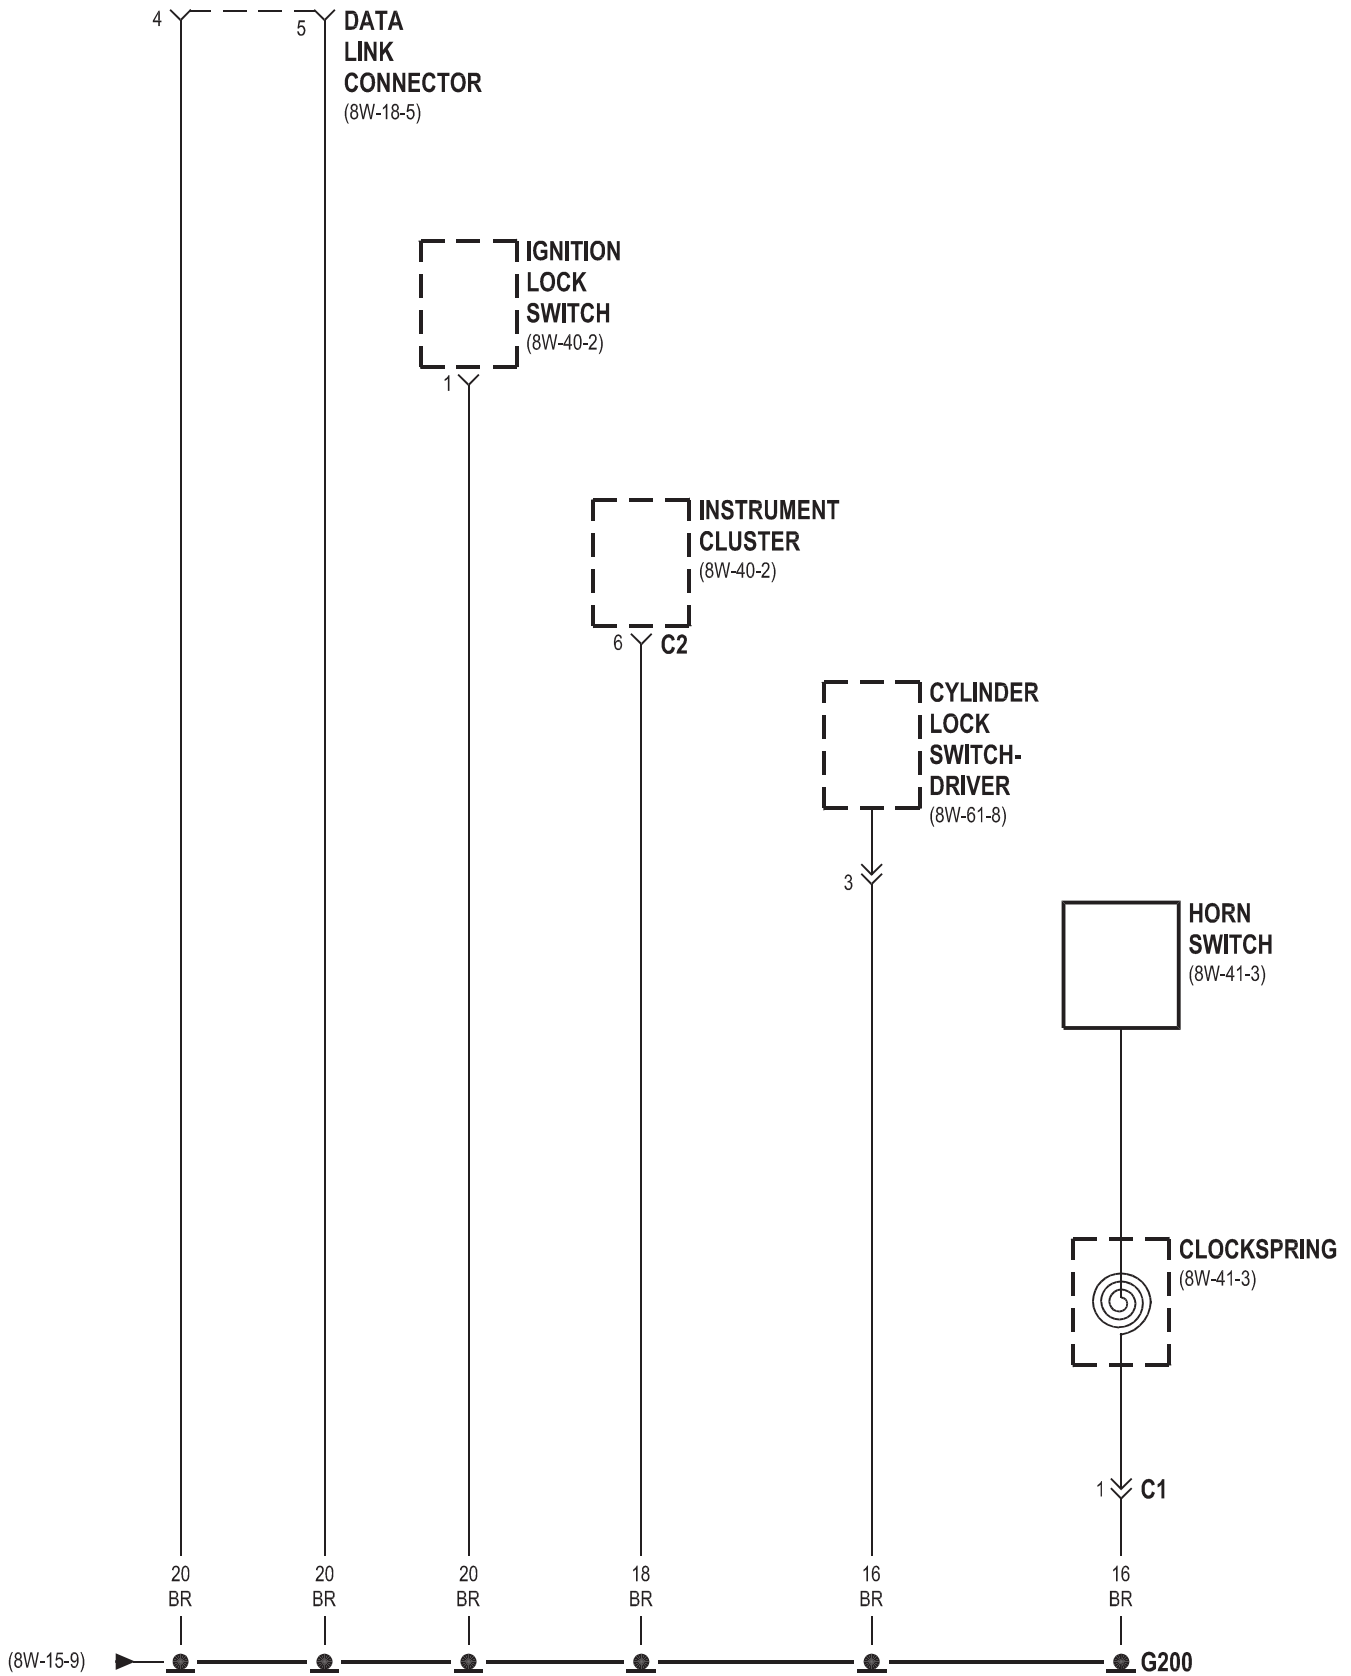 4
5
DATA
LINK
CONNECTOR
(8W-18-5)
IGNITION
LOCK
SWITCH
(8W-40-2)
1
INSTRUMENT
CLUSTER
(8W-40-2)
6
C2
CYLINDER
LOCK
SWITCH-
DRIVER
(8W-61-8)
3
HORN
SWITCH
(8W-41-3)
CLOCKSPRING
(8W-41-3)
1
C1
20
BR
20
BR
20
BR
18
BR
16
BR
16
BR
(8W-15-9)
G200